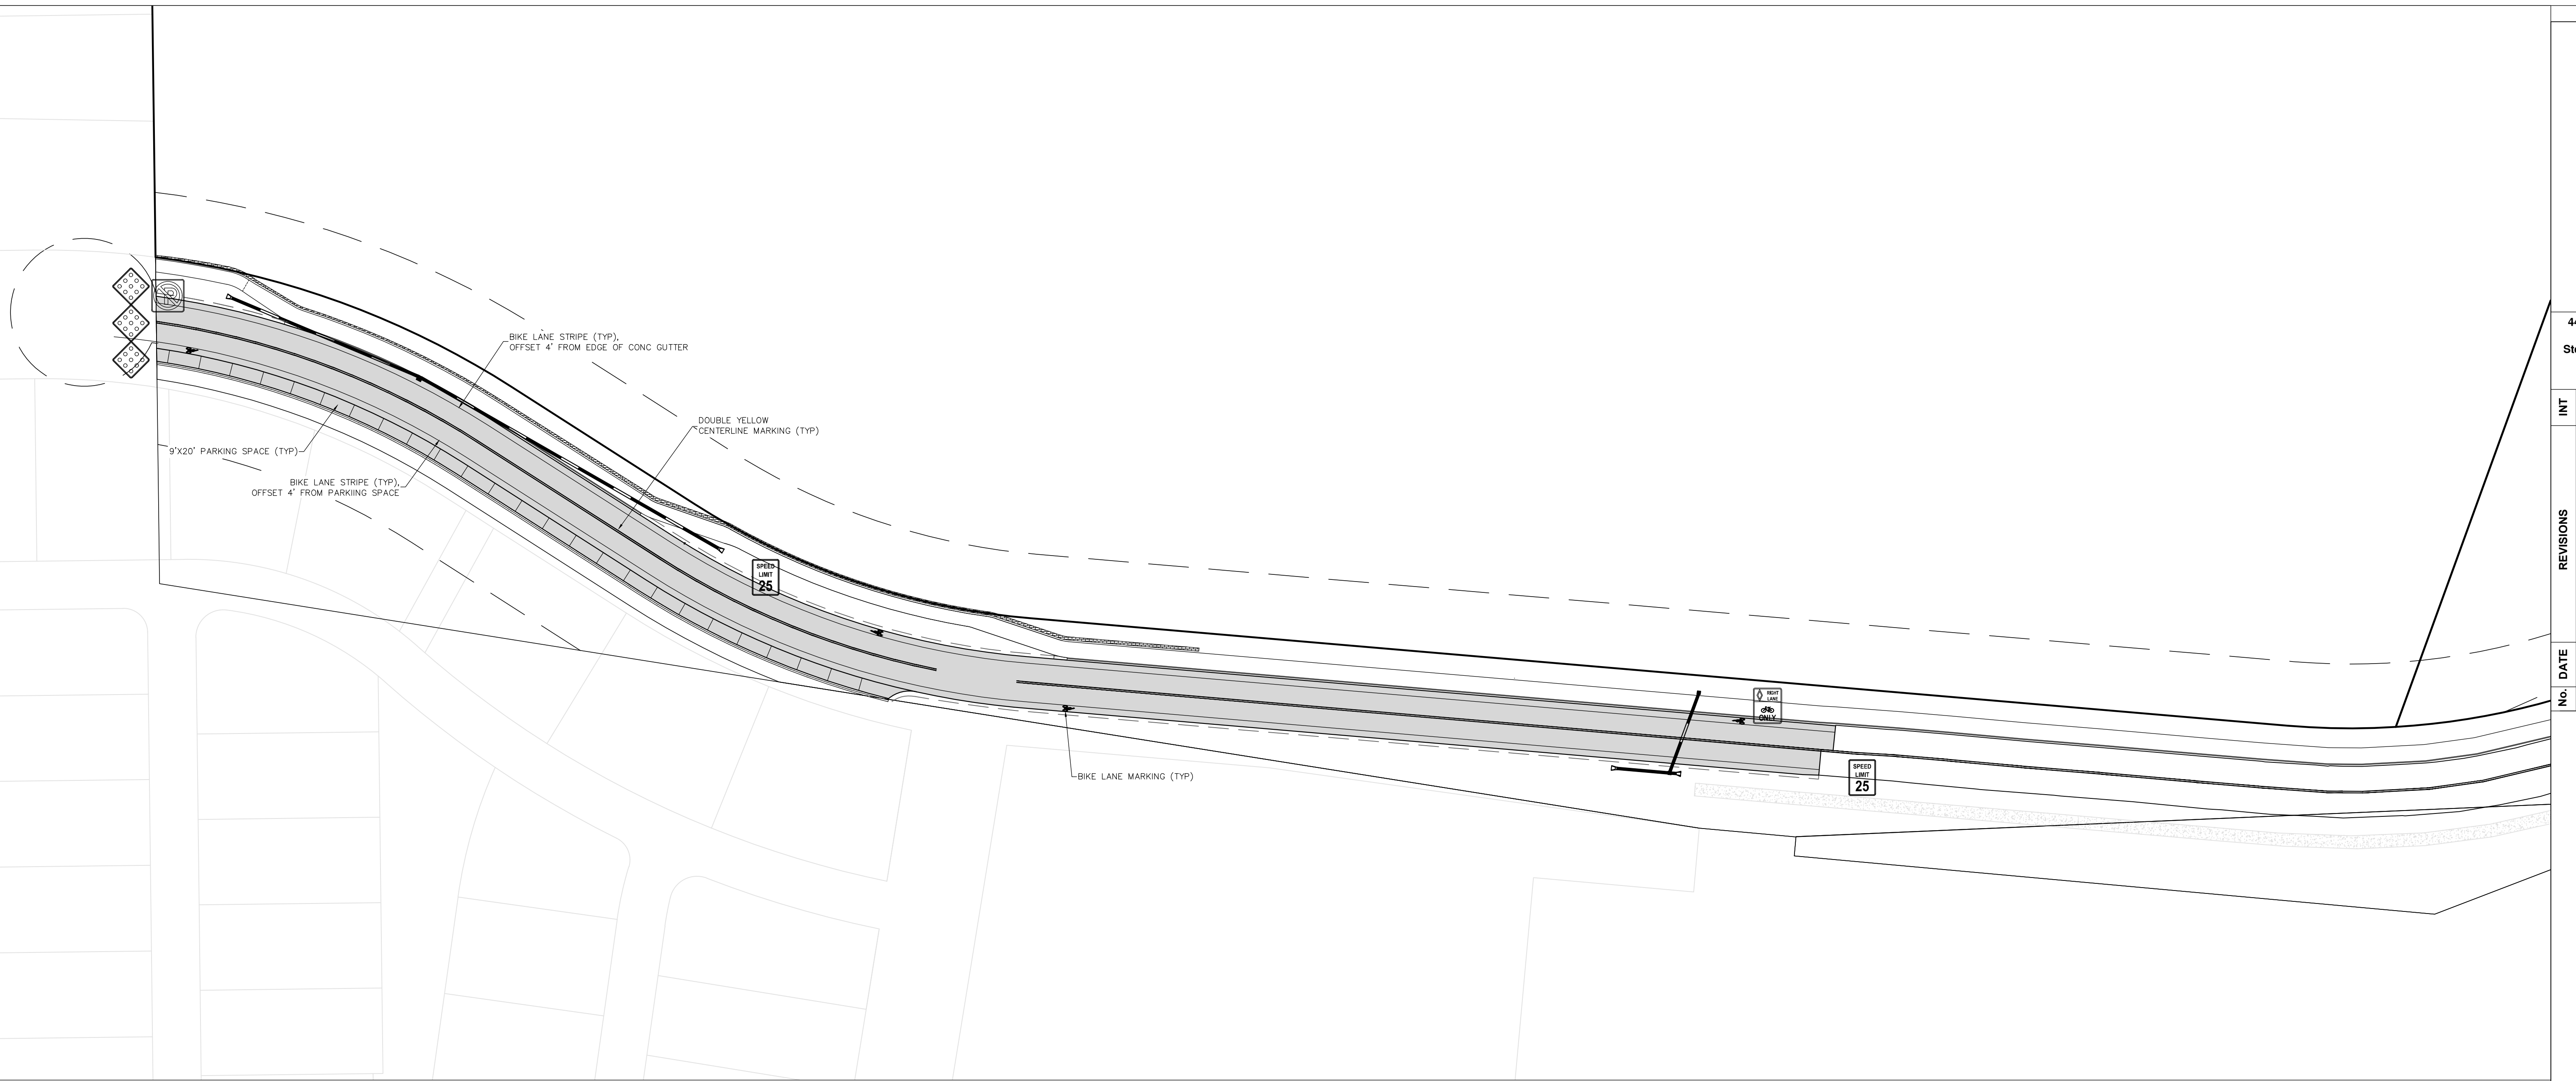 BIKE LANE STRIPE (TYP),
OFFSET 4' FROM EDGE OF CONC GUTTER
DOUBLE YELLOW
CENTERLINE MARKING (TYP)
9'X20' PARKING SPACE (TYP)
BIKE LANE STRIPE (TYP),
OFFSET 4' FROM PARKING SPACE
SPEED
LIMIT
25
RIGHT
LANE
ONLY
SPEED
LIMIT
25
BIKE LANE MARKING (TYP)
INT
REVISIONS
DATE
No.